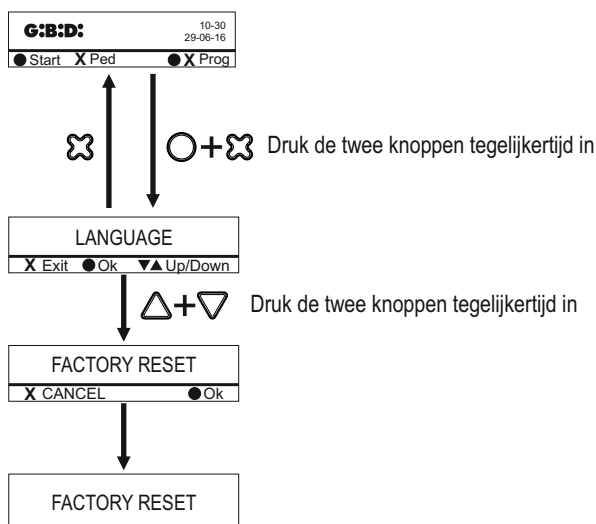 G:B:D: 10-30
29-06-16
● Start X Ped ● X Prog
+ Druk de twee knoppen tegelijkertijd in
LANGUAGE
X Exit ● Ok ▼▲ Up/Down
+ Druk de twee knoppen tegelijkertijd in
FACTORY RESET
X CANCEL ● Ok
FACTORY RESET